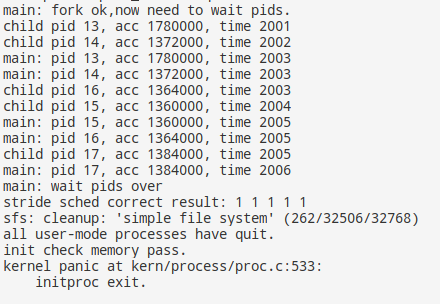 main: fork ok,now need to wait pids.
child pid 13, acc 1780000, time 2001
child pid 14, acc 1372000, time 2002
main: pid 13, acc 1780000, time 2003
main: pid 14, acc 1372000, time 2003
child pid 16, acc 1364000, time 2003
child pid 15, acc 1360000, time 2004
main: pid 15, acc 1360000, time 2005
main: pid 16, acc 1364000, time 2005
child pid 17, acc 1384000, time 2005
main: pid 17, acc 1384000, time 2006
main: wait pids over
stride sched correct result: 1 1 1 1 1
sfs: cleanup: 'simple file system' (262/32506/32768)
all user-mode processes have quit.
init check memory pass.
kernel panic at kern/process/proc.c:533:
    initproc exit.